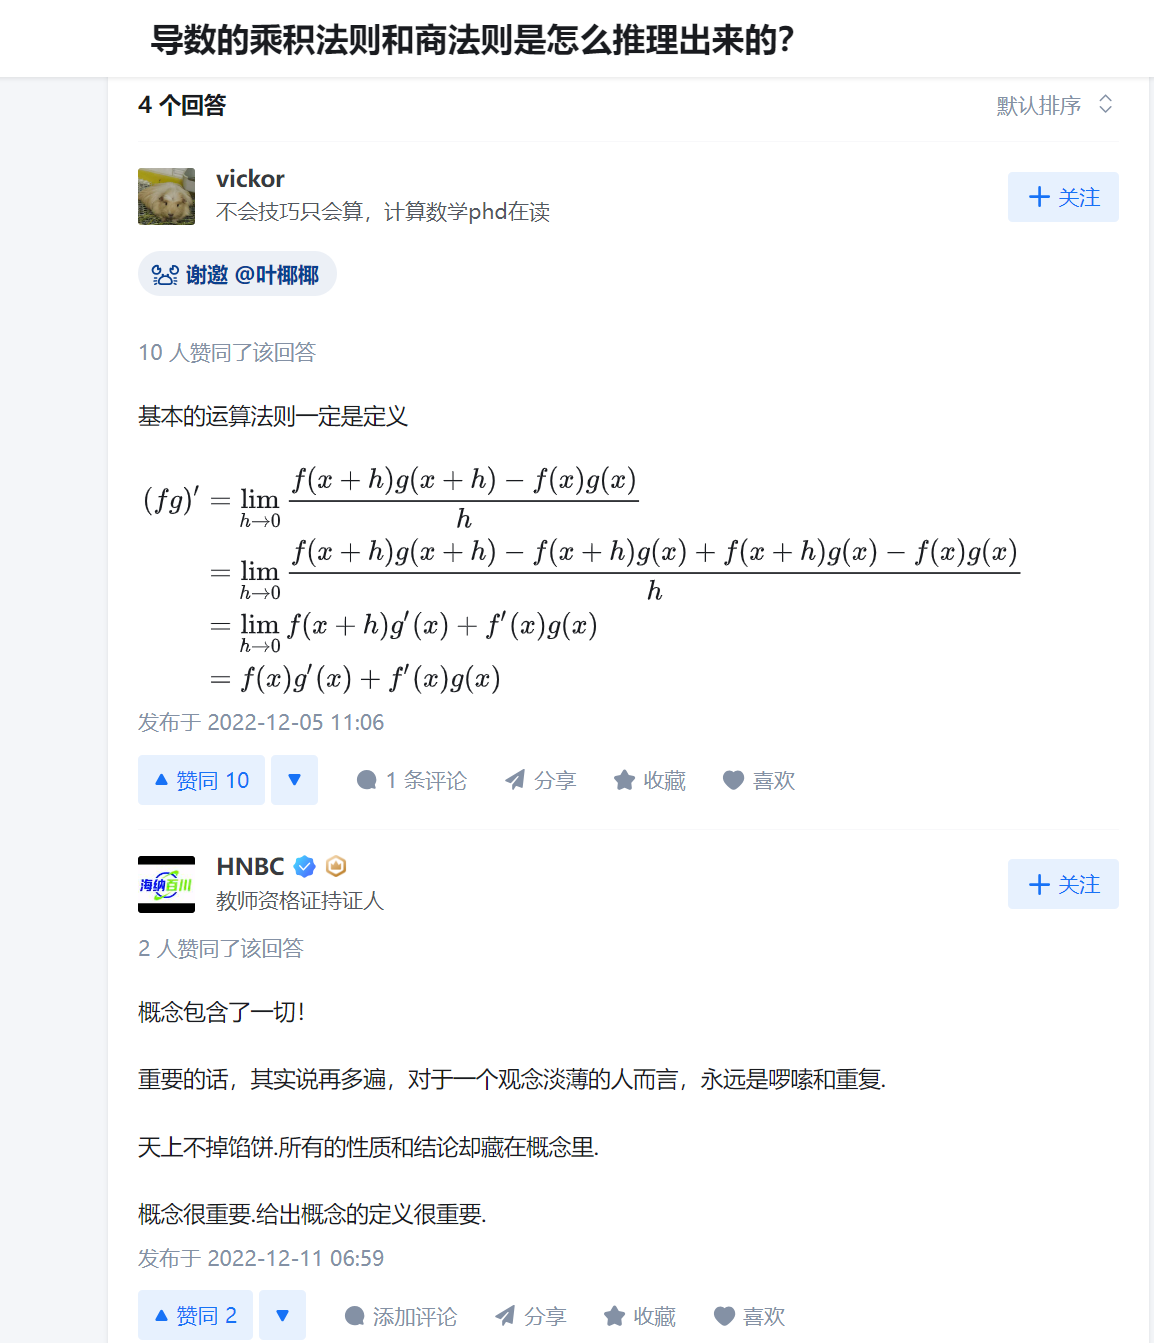 导数的乘积法则和商法则是怎么推理出来的?
4 个回答
默认排序
vickor
不会技巧只会算，计算数学phd在读
关注
谢邀 @叶椰椰
10 人赞同了该回答
基本的运算法则一定是定义
(fg)′ = lim_{h→0} \frac{f(x + h)g(x + h) − f(x)g(x)}{h}
= lim_{h→0} \frac{f(x + h)g(x + h) − f(x + h)g(x) + f(x + h)g(x) − f(x)g(x)}{h}
= lim_{h→0} f(x + h)g′(x) + f′(x)g(x)
= f(x)g′(x) + f′(x)g(x)
发布于 2022-12-05 11:06
赞同 10
1 条评论
分享
收藏
喜欢
HNBC
海纳百川
教师资格证持证人
关注
2 人赞同了该回答
概念包含了一切！
重要的话，其实说再多遍，对于一个观念淡薄的人而言，永远是啰嗦和重复.
天上不掉馅饼.所有的性质和结论却藏在概念里.
概念很重要.给出概念的定义很重要.
发布于 2022-12-11 06:59
赞同 2
添加评论
分享
收藏
喜欢